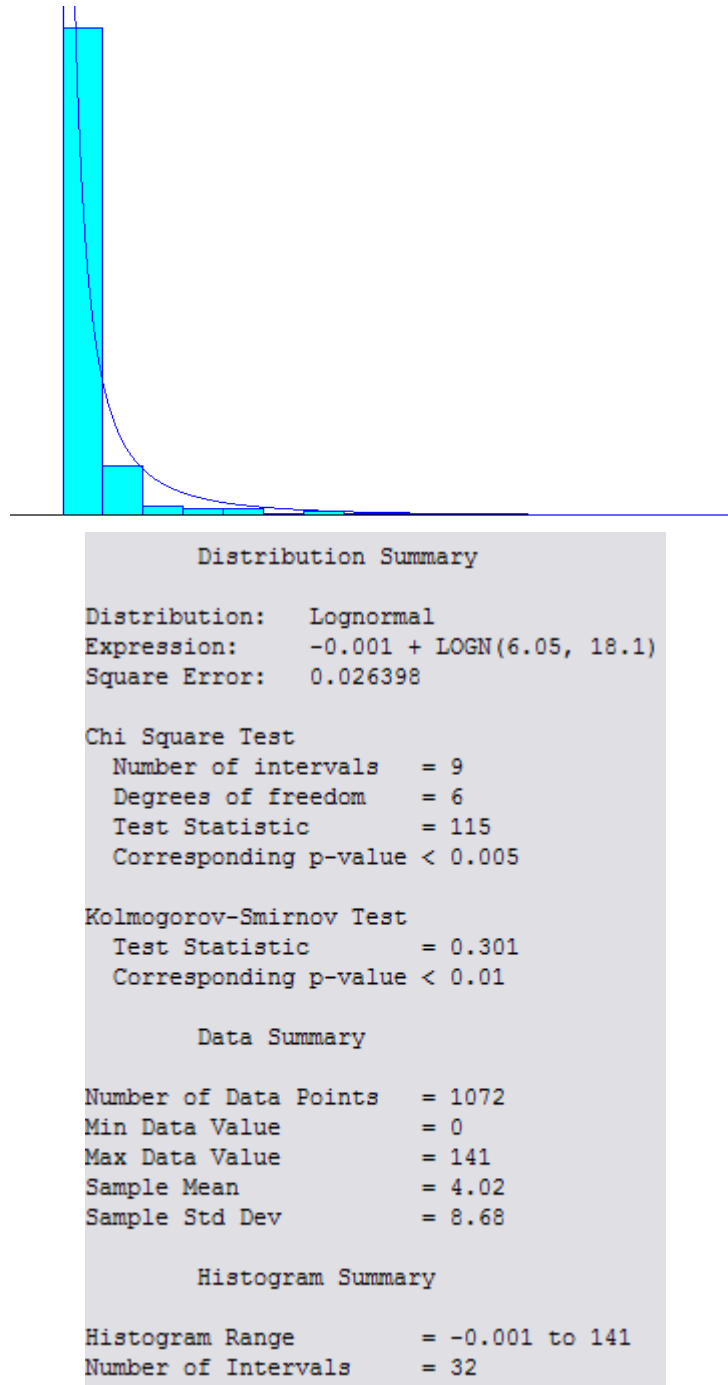 Distribution Summary
Distribution: Lognormal
Expression: -0.001 + LOGN(6.05, 18.1)
Square Error: 0.026398
Chi Square Test
Number of intervals = 9
Degrees of freedom = 6
Test Statistic = 115
Corresponding p-value < 0.005
Kolmogorov-Smirnov Test
Test Statistic = 0.301
Corresponding p-value < 0.01
Data Summary
Number of Data Points = 1072
Min Data Value = 0
Max Data Value = 141
Sample Mean = 4.02
Sample Std Dev = 8.68
Histogram Summary
Histogram Range = -0.001 to 141
Number of Intervals = 32